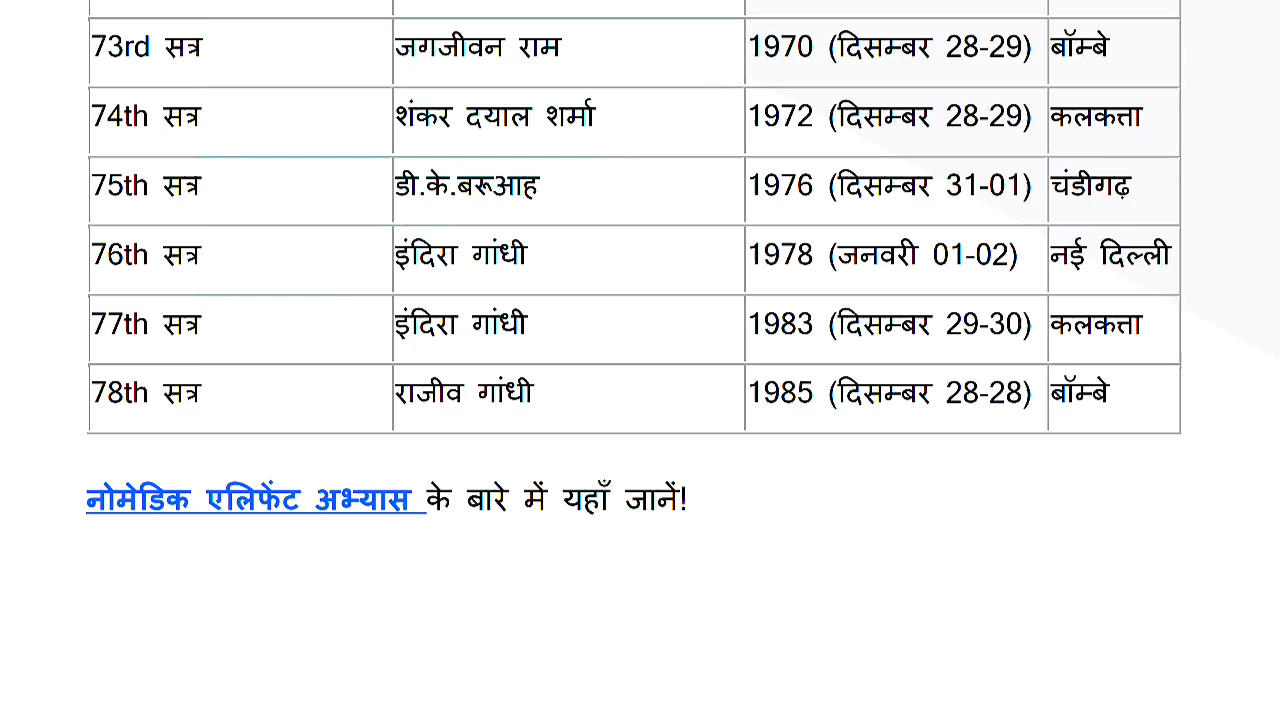 73rd सत्र जगजीवन राम 1970 (दिसम्बर 28-29) बॉम्बे
74th सत्र शंकर दयाल शर्मा 1972 (दिसम्बर 28-29) कलकत्ता
75th सत्र डी.के.बरूआह 1976 (दिसम्बर 31-01) चंडीगढ़
76th सत्र इंदिरा गांधी 1978 (जनवरी 01-02) नई दिल्ली
77th सत्र इंदिरा गांधी 1983 (दिसम्बर 29-30) कलकत्ता
78th सत्र राजीव गांधी 1985 (दिसम्बर 28-28) बॉम्बे
नोमेडिक एलिफेंट अभ्यास के बारे में यहाँ जानें!